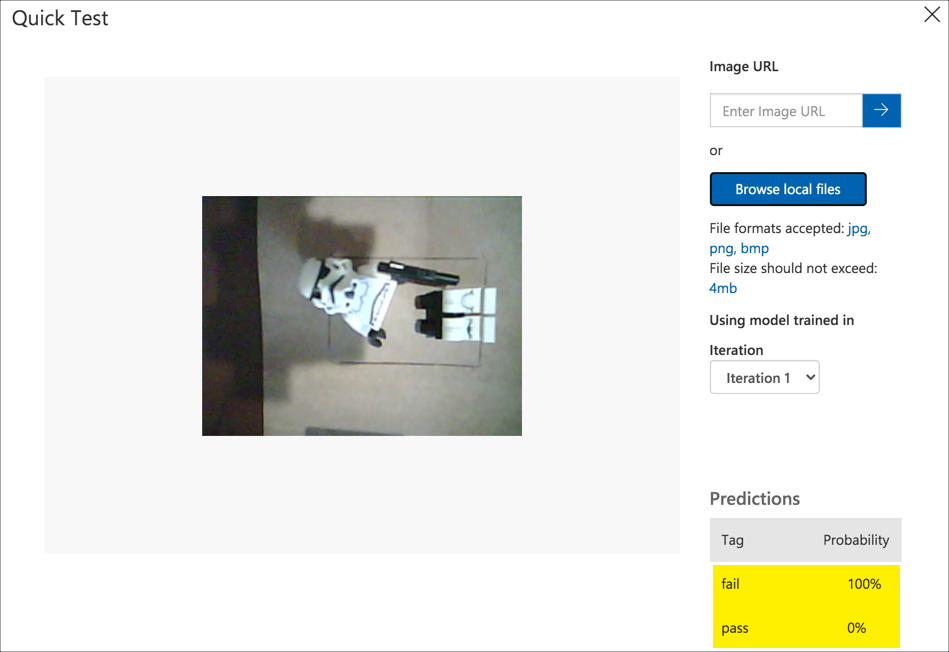 Quick Test
Image URL
Enter Image URL
or
Browse local files
File formats accepted: jpg,
png, bmp
File size should not exceed:
4mb
Using model trained in
Iteration
Iteration 1
Predictions
Tag Probability
fail 100%
pass 0%